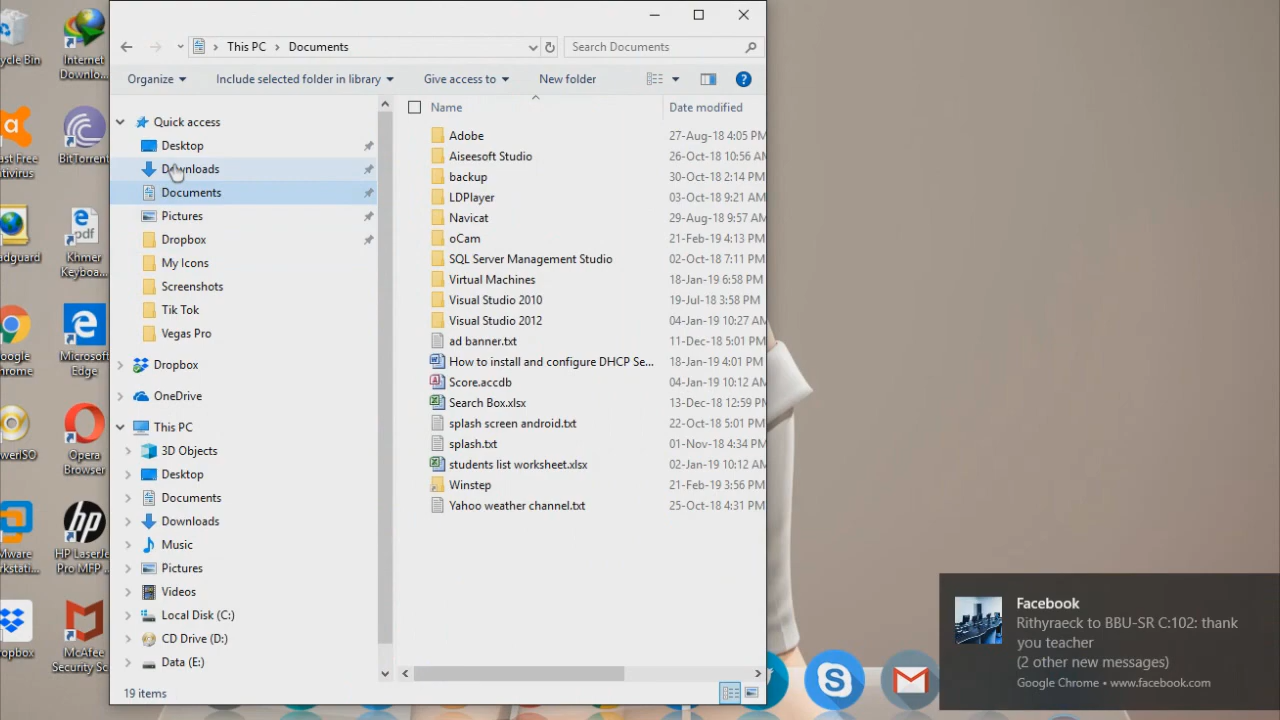 This PC > Documents
Search Documents
Organize
Include selected folder in library
Give access to
New folder
Quick access
Desktop
Downloads
Documents
Pictures
Dropbox
My Icons
Screenshots
Tik Tok
Vegas Pro
Dropbox
OneDrive
This PC
3D Objects
Desktop
Documents
Downloads
Music
Pictures
Videos
Local Disk (C:)
CD Drive (D:)
Data (E:)
Name Date modified
Adobe 27-Aug-18 4:05 PM
Aiseesoft Studio 26-Oct-18 10:56 AM
backup 30-Oct-18 2:14 PM
LDPlayer 03-Oct-18 9:21 AM
Navicat 29-Aug-18 9:57 AM
oCam 21-Feb-19 4:13 PM
SQL Server Management Studio 02-Oct-18 7:11 PM
Virtual Machines 18-Jan-19 6:58 PM
Visual Studio 2010 19-Jul-18 3:58 PM
Visual Studio 2012 04-Jan-19 10:27 AM
ad banner.txt 11-Dec-18 5:01 PM
How to install and configure DHCP Se... 18-Jan-19 4:01 PM
Score.accdb 04-Jan-19 10:12 AM
Search Box.xlsx 13-Dec-18 12:59 PM
splash screen android.txt 22-Oct-18 5:01 PM
splash.txt 01-Nov-18 4:34 PM
students list worksheet.xlsx 02-Jan-19 10:12 AM
Winstep 21-Feb-19 3:56 PM
Yahoo weather channel.txt 25-Oct-18 4:31 PM
19 items
Internet
Downlo...
BitTorrent
Khmer
Keyboa...
Microsoft
Edge
Opera
Browser
HP LaserJet
Pro MFP ...
McAfee
Security Sc...
Facebook
Rithyraeck to BBU-SR C:102: thank
you teacher
(2 other new messages)
Google Chrome • www.facebook.com